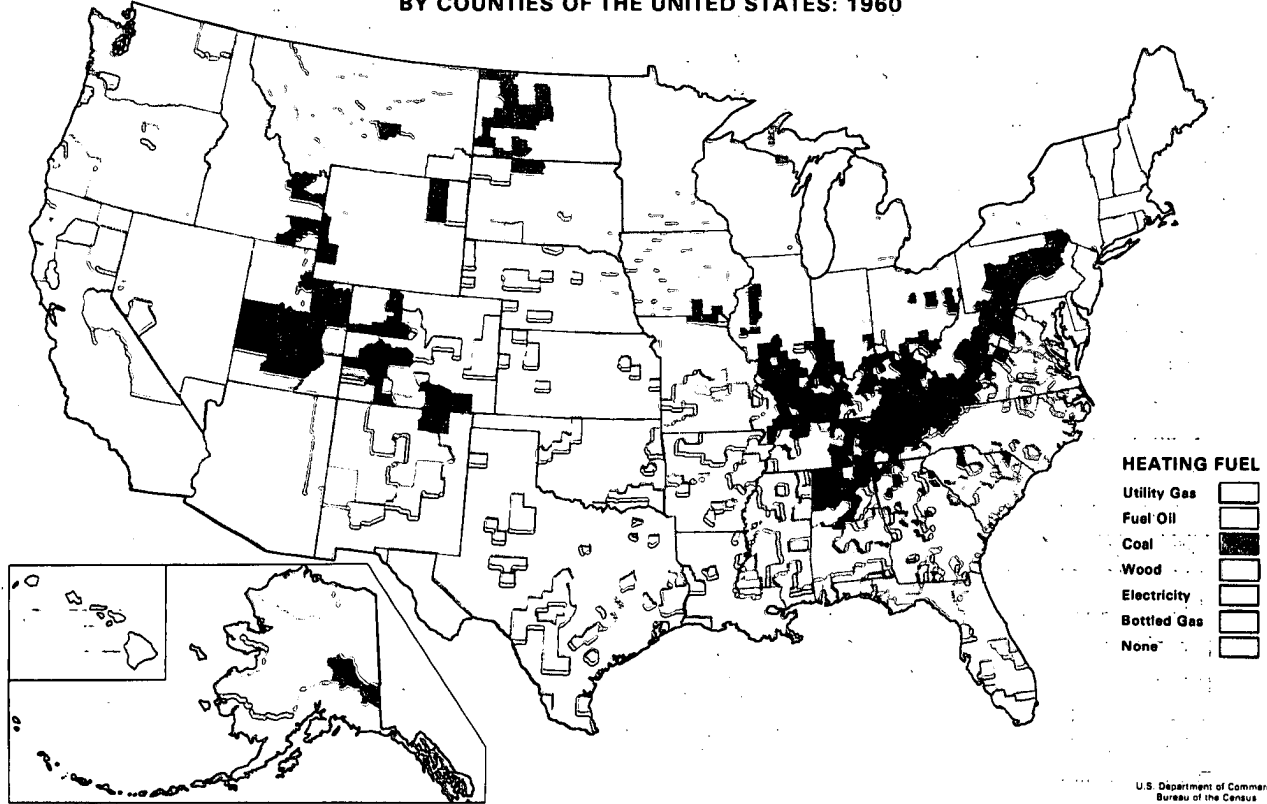 BY COUNTIES OF THE UNITED STATES: 1960
HEATING FUEL
Utility Gas
Fuel Oil
Coal
Wood
Electricity
Bottled Gas
None
U.S. Department of Commer
Bureau of the Census